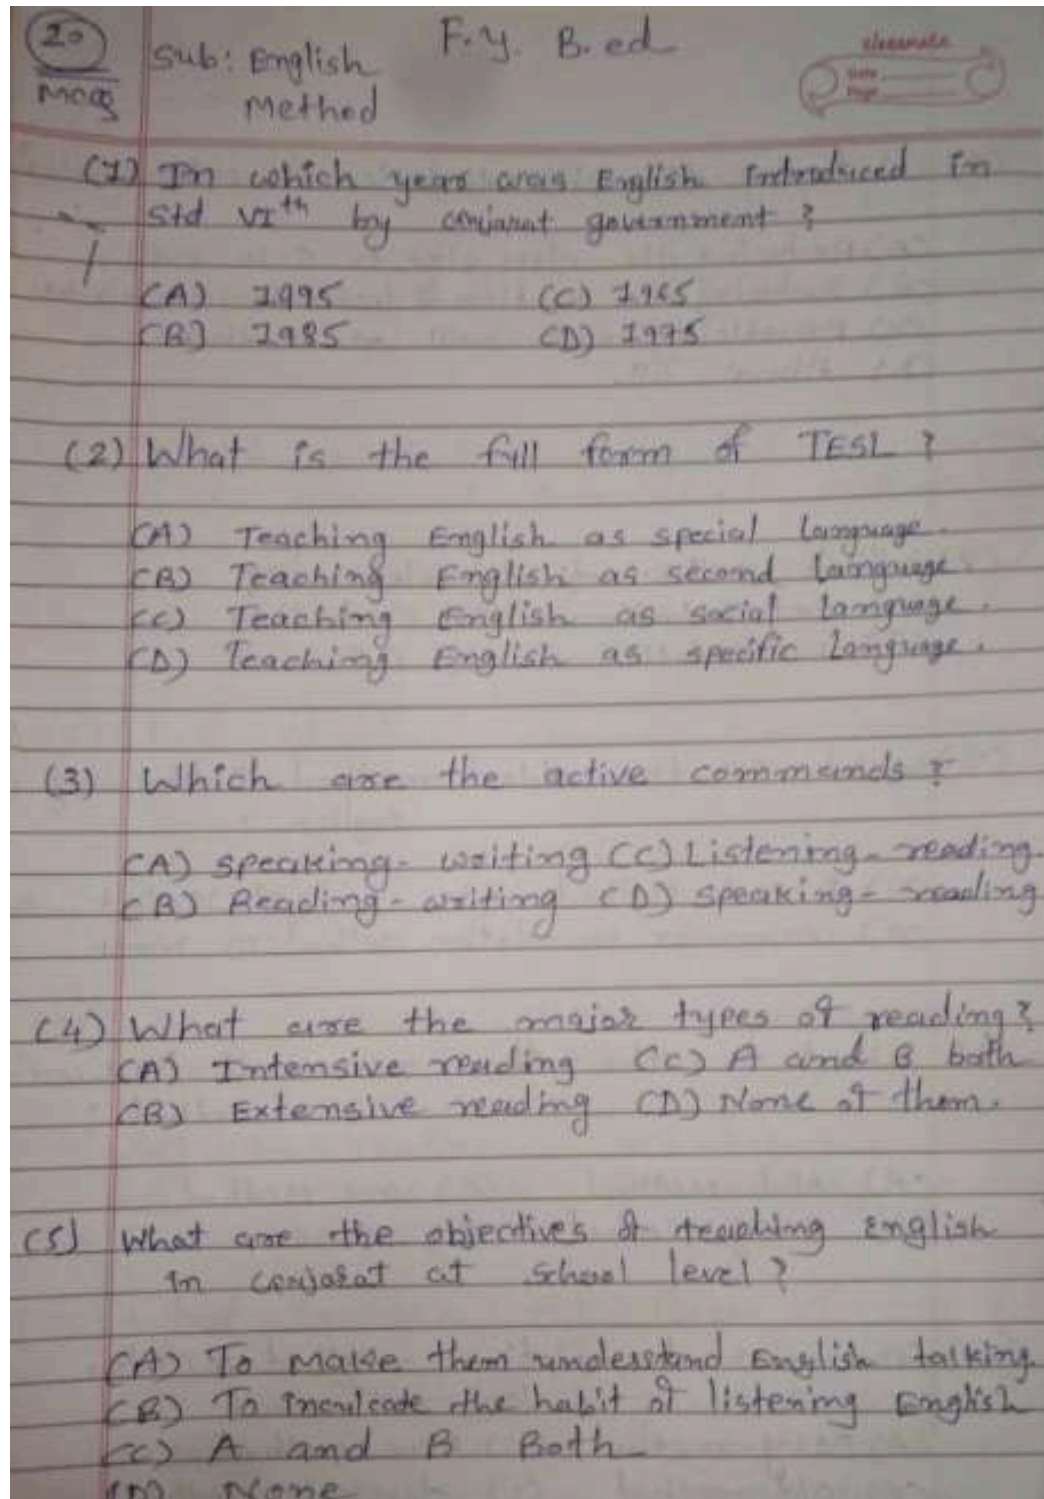 20
MCQs
Sub: English
Method
F.Y. B.ed
classmate
Date
Page
(1) In which year was English introduced in
Std VIth by Gujarat government ?
(A) 1995 (C) 1965
(B) 1985 (D) 1975
(2) What is the full form of TESL ?
(A) Teaching English as special language.
(B) Teaching English as second language.
(C) Teaching English as social language.
(D) Teaching English as specific language.
(3) Which are the active commands ?
(A) speaking - writing (C) Listening - reading.
(B) Reading - writing (D) speaking - reading
(4) What are the major types of reading ?
(A) Intensive reading (C) A and B both
(B) Extensive reading (D) None of them.
(5) What are the objectives of teaching English
in Gujarat at school level ?
(A) To make them understand English talking.
(B) To inculcate the habit of listening English
(C) A and B Both
(D) None